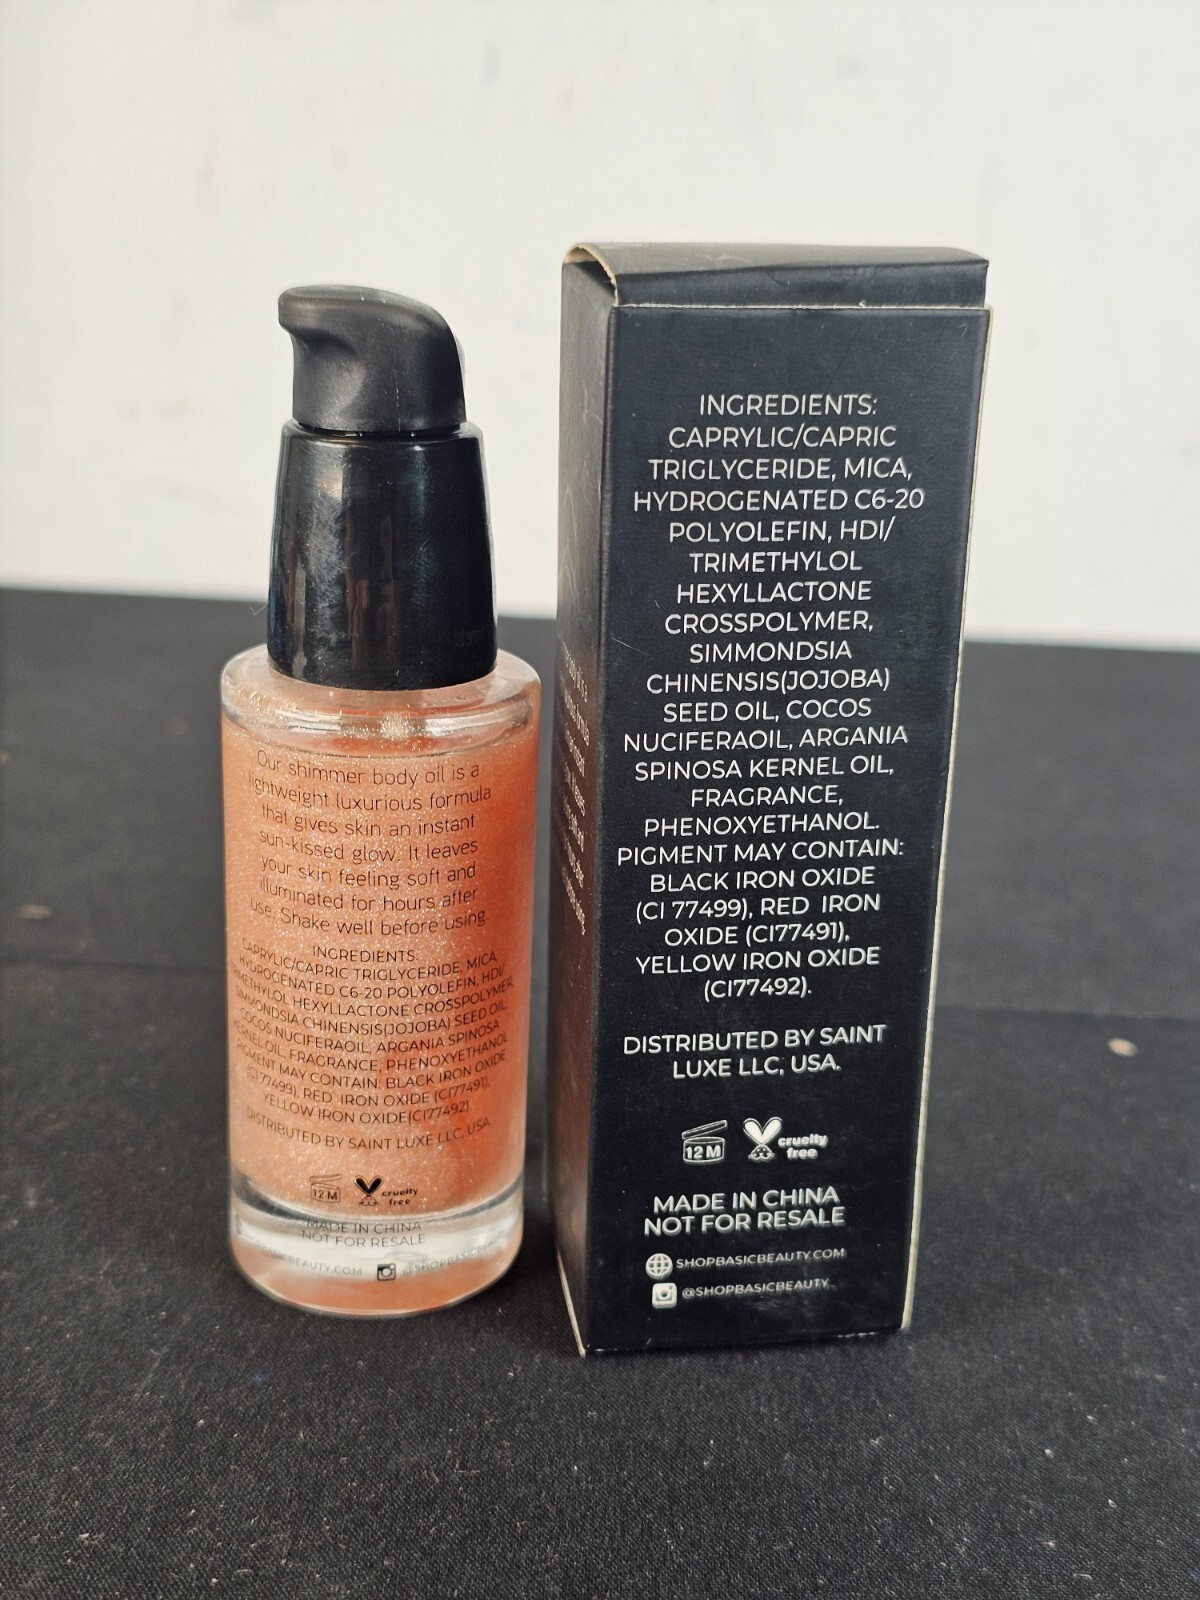 Our shimmer body oil is a
lightweight luxurious formula
that gives skin an instant
sun-kissed glow. It leaves
your skin feeling soft and
illuminated for hours after
use. Shake well before using.
INGREDIENTS:
CAPRYLIC/CAPRIC TRIGLYCERIDE, MICA,
HYDROGENATED C6-20 POLYOLEFIN, HDI/
TRIMETHYLOL HEXYLLACTONE CROSSPOLYMER,
SIMMONDSIA CHINENSIS(JOJOBA) SEED OIL,
COCOS NUCIFERAOIL, ARGANIA SPINOSA
KERNEL OIL, FRAGRANCE, PHENOXYETHANOL
PIGMENT MAY CONTAIN: BLACK IRON OXIDE
(CI 77499), RED IRON OXIDE (CI77491),
YELLOW IRON OXIDE(CI77492).
DISTRIBUTED BY SAINT LUXE LLC, USA
12 M
cruelty
free
MADE IN CHINA
NOT FOR RESALE
INGREDIENTS:
CAPRYLIC/CAPRIC
TRIGLYCERIDE, MICA,
HYDROGENATED C6-20
POLYOLEFIN, HDI/
TRIMETHYLOL
HEXYLLACTONE
CROSSPOLYMER,
SIMMONDSIA
CHINENSIS(JOJOBA)
SEED OIL, COCOS
NUCIFERAOIL, ARGANIA
SPINOSA KERNEL OIL,
FRAGRANCE,
PHENOXYETHANOL.
PIGMENT MAY CONTAIN:
BLACK IRON OXIDE
(CI 77499), RED IRON
OXIDE (CI77491),
YELLOW IRON OXIDE
(CI77492).
DISTRIBUTED BY SAINT
LUXE LLC, USA.
12 M
cruelty
free
MADE IN CHINA
NOT FOR RESALE
SHOPBASICBEAUTY.COM
@SHOPBASICBEAUTY_